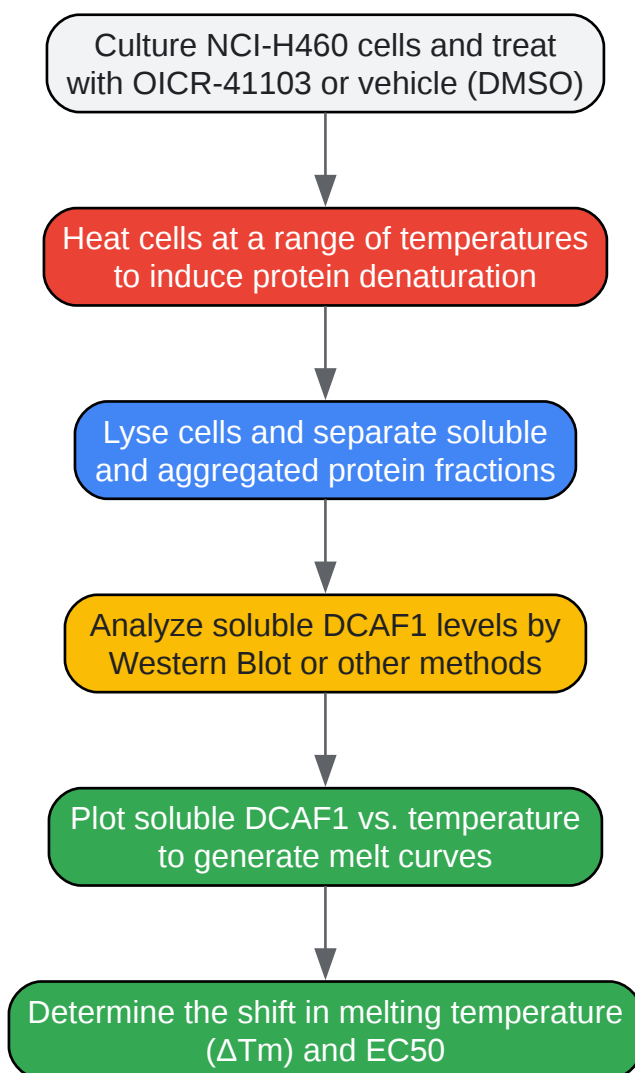 Culture NCI-H460 cells and treat
with OICR-41103 or vehicle (DMSO)
Heat cells at a range of temperatures
to induce protein denaturation
Lyse cells and separate soluble
and aggregated protein fractions
Analyze soluble DCAF1 levels by
Western Blot or other methods
Plot soluble DCAF1 vs. temperature
to generate melt curves
Determine the shift in melting temperature
(ΔTm) and EC50